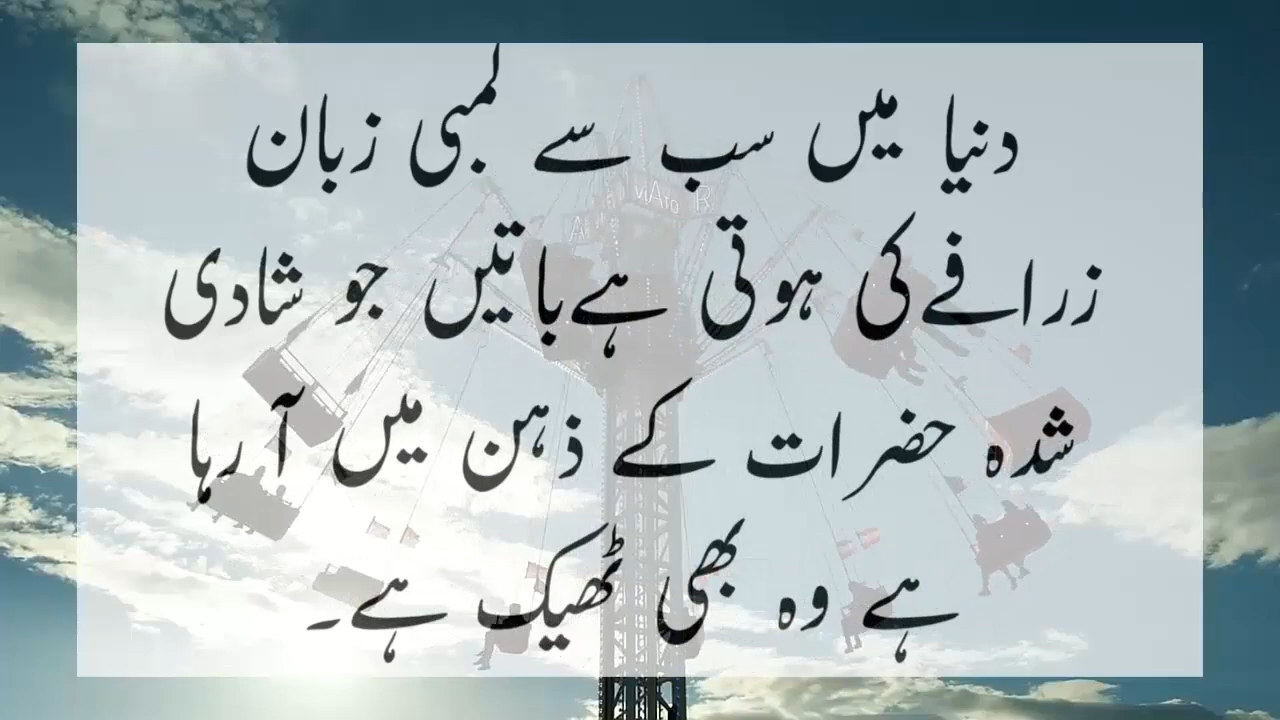 دنیا میں سب سے لمبی زبان
زرافے کی ہوتی ہے باتیں جو شادی
شدہ حضرات کے ذہن میں آ رہا
ہے وہ بھی ٹھیک ہے۔